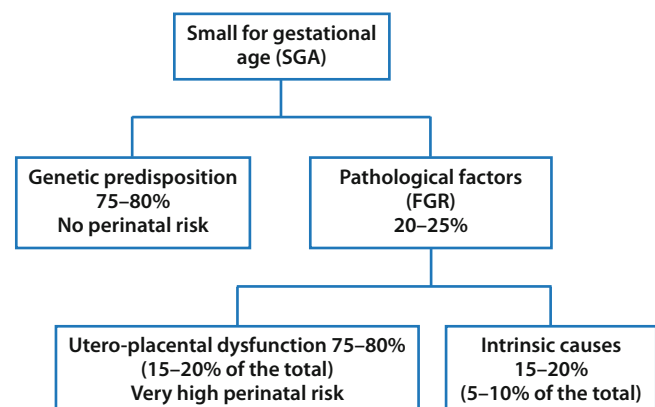 Small for gestational
age (SGA)
Genetic predisposition
75–80%
No perinatal risk
Pathological factors
(FGR)
20–25%
Utero-placental dysfunction 75–80%
(15–20% of the total)
Very high perinatal risk
Intrinsic causes
15–20%
(5–10% of the total)